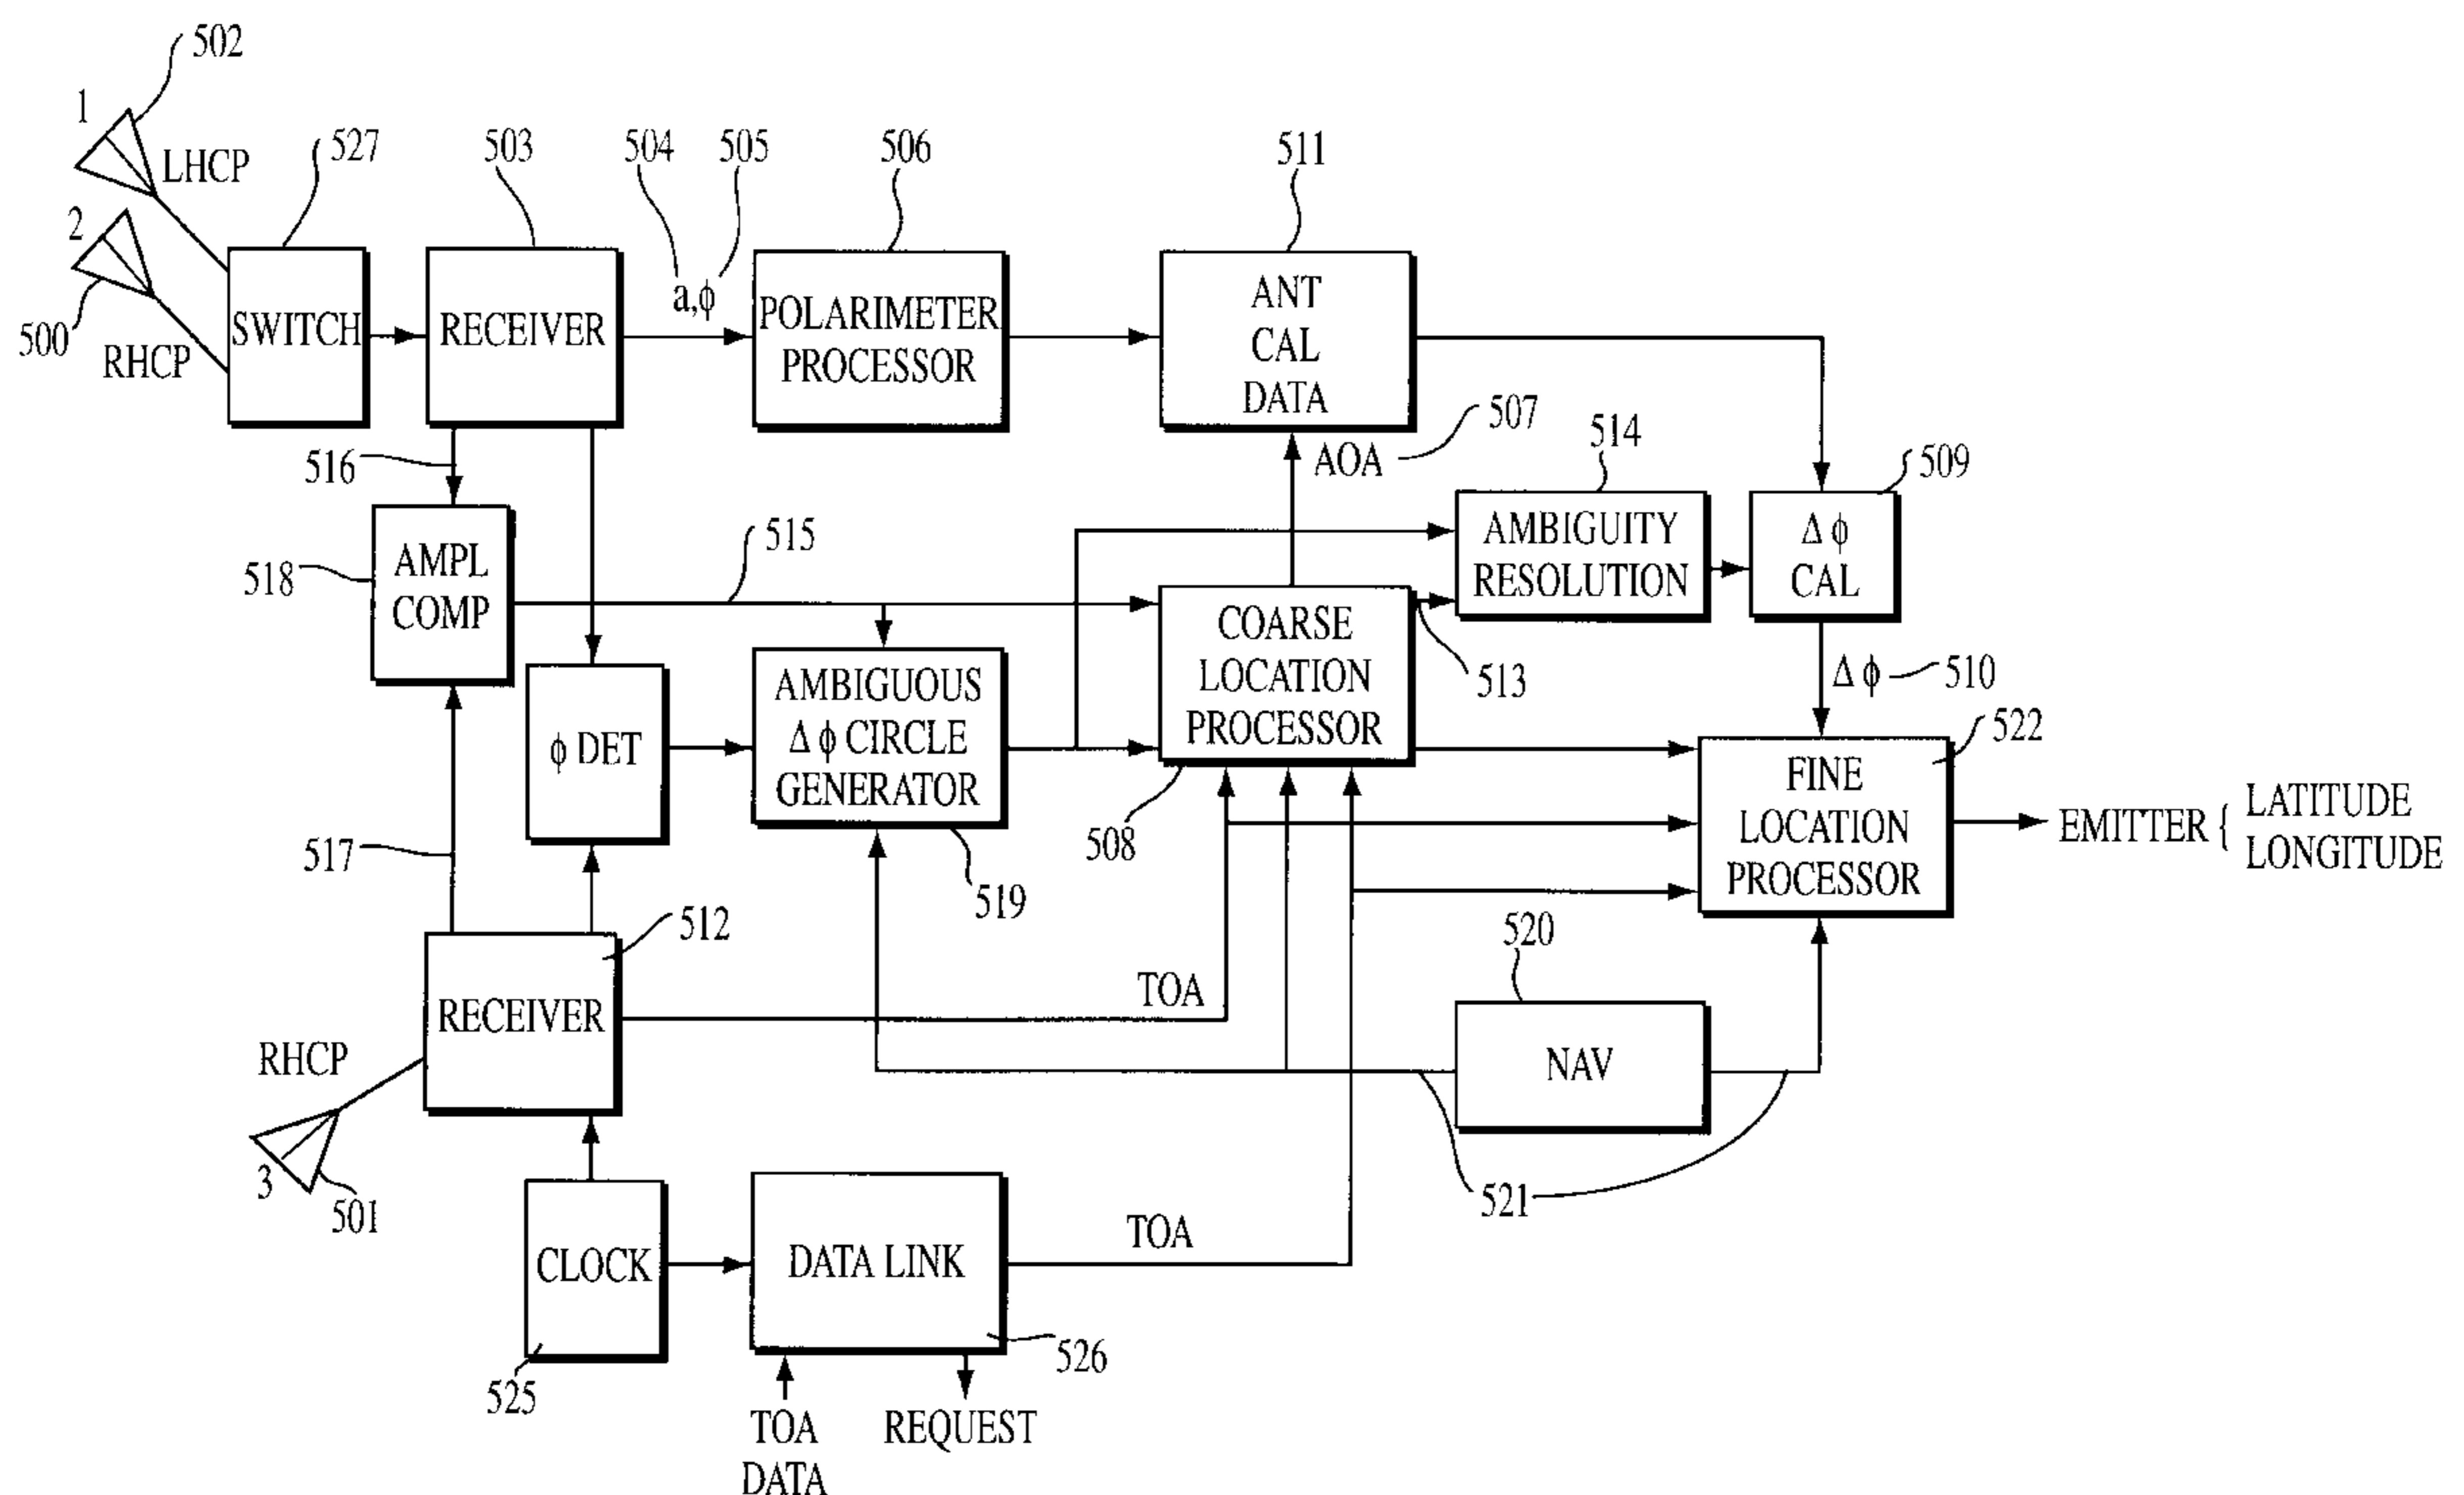 502
1
LHCP
527
503
504
505
506
511
2
500
RHCP
SWITCH
RECEIVER
a,ϕ
POLARIMETER
PROCESSOR
ANT
CAL
DATA
AOA
507
514
509
516
518
AMPL
COMP
515
AMBIGUITY
RESOLUTION
Δ ϕ
CAL
COARSE
LOCATION
PROCESSOR
513
Δ ϕ
510
ϕ DET
AMBIGUOUS
Δ ϕ CIRCLE
GENERATOR
522
FINE
LOCATION
PROCESSOR
EMITTER {
LATITUDE
LONGITUDE
517
508
519
512
520
RECEIVER
TOA
NAV
RHCP
3
501
521
CLOCK
DATA LINK
TOA
525
526
TOA
DATA
REQUEST